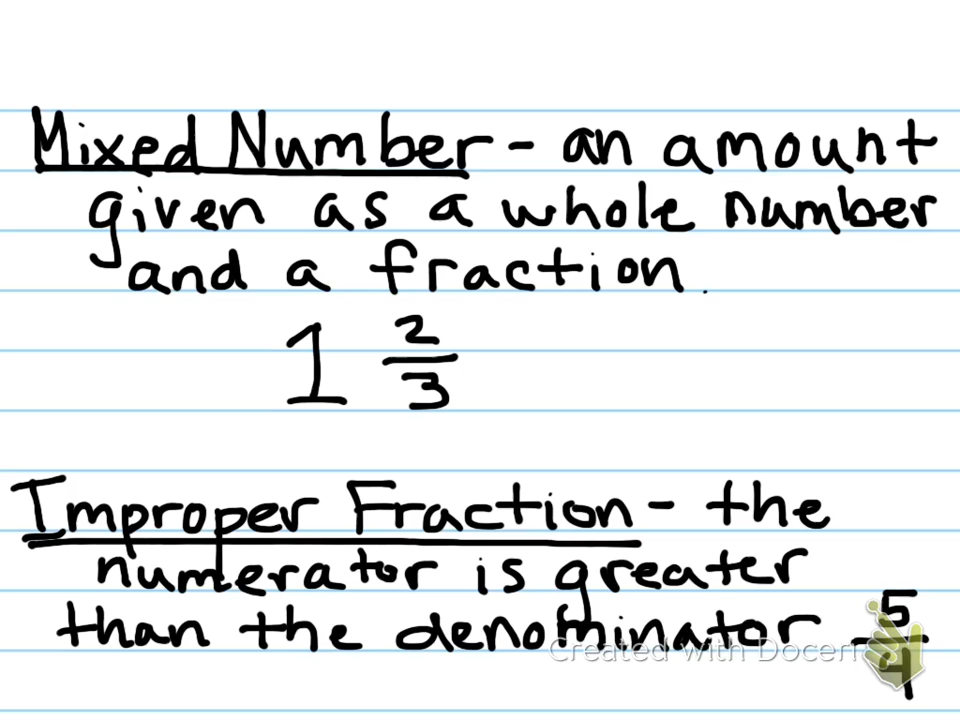 Mixed Number - an amount
given as a whole number
and a fraction.
1 2/3
Improper Fraction - the
numerator is greater
than the denominator 5/4
Created with Doceri